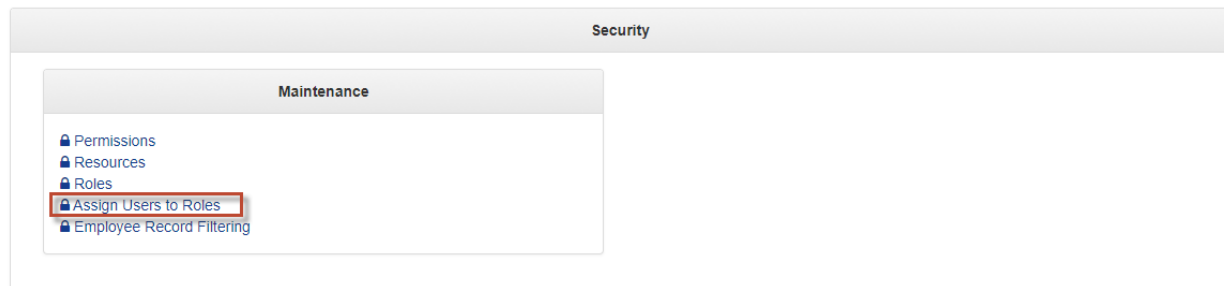 Security
Maintenance
Permissions
Resources
Roles
Assign Users to Roles
Employee Record Filtering